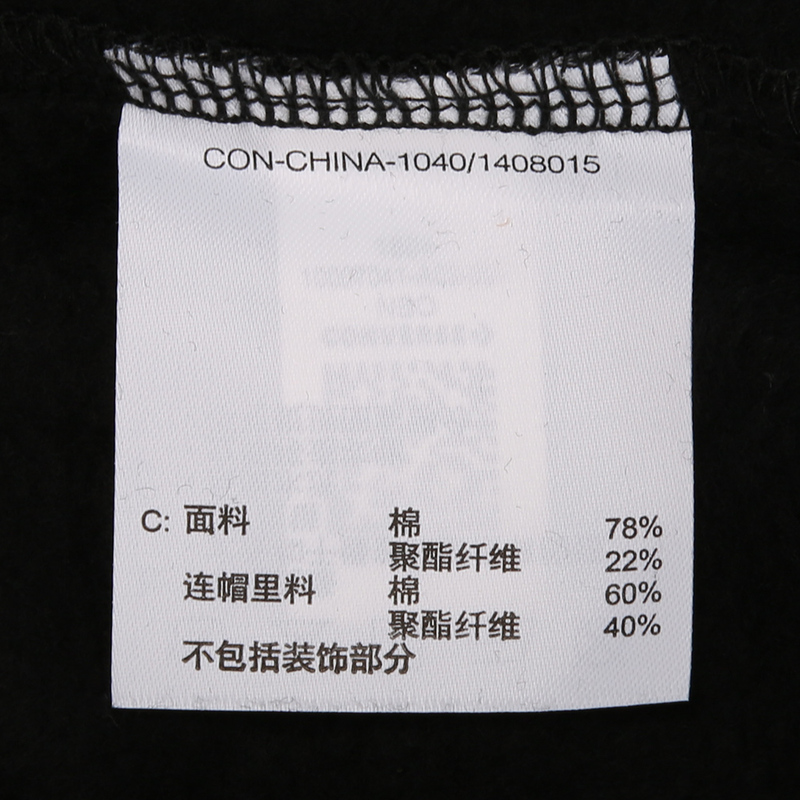 CON-CHINA-1040/1408015
C: 面料 棉 78%
聚酯纤维 22%
连帽里料 棉 60%
聚酯纤维 40%
不包括装饰部分